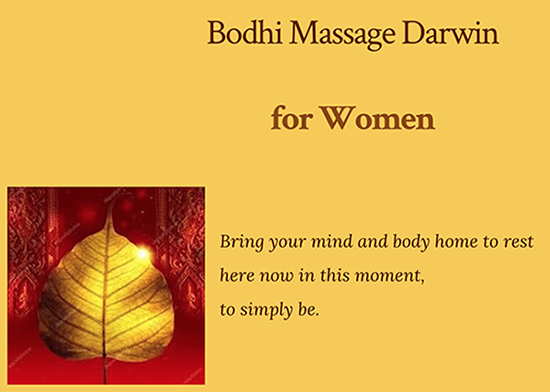 Bodhi Massage Darwin
for Women
Bring your mind and body home to rest
here now in this moment,
to simply be.